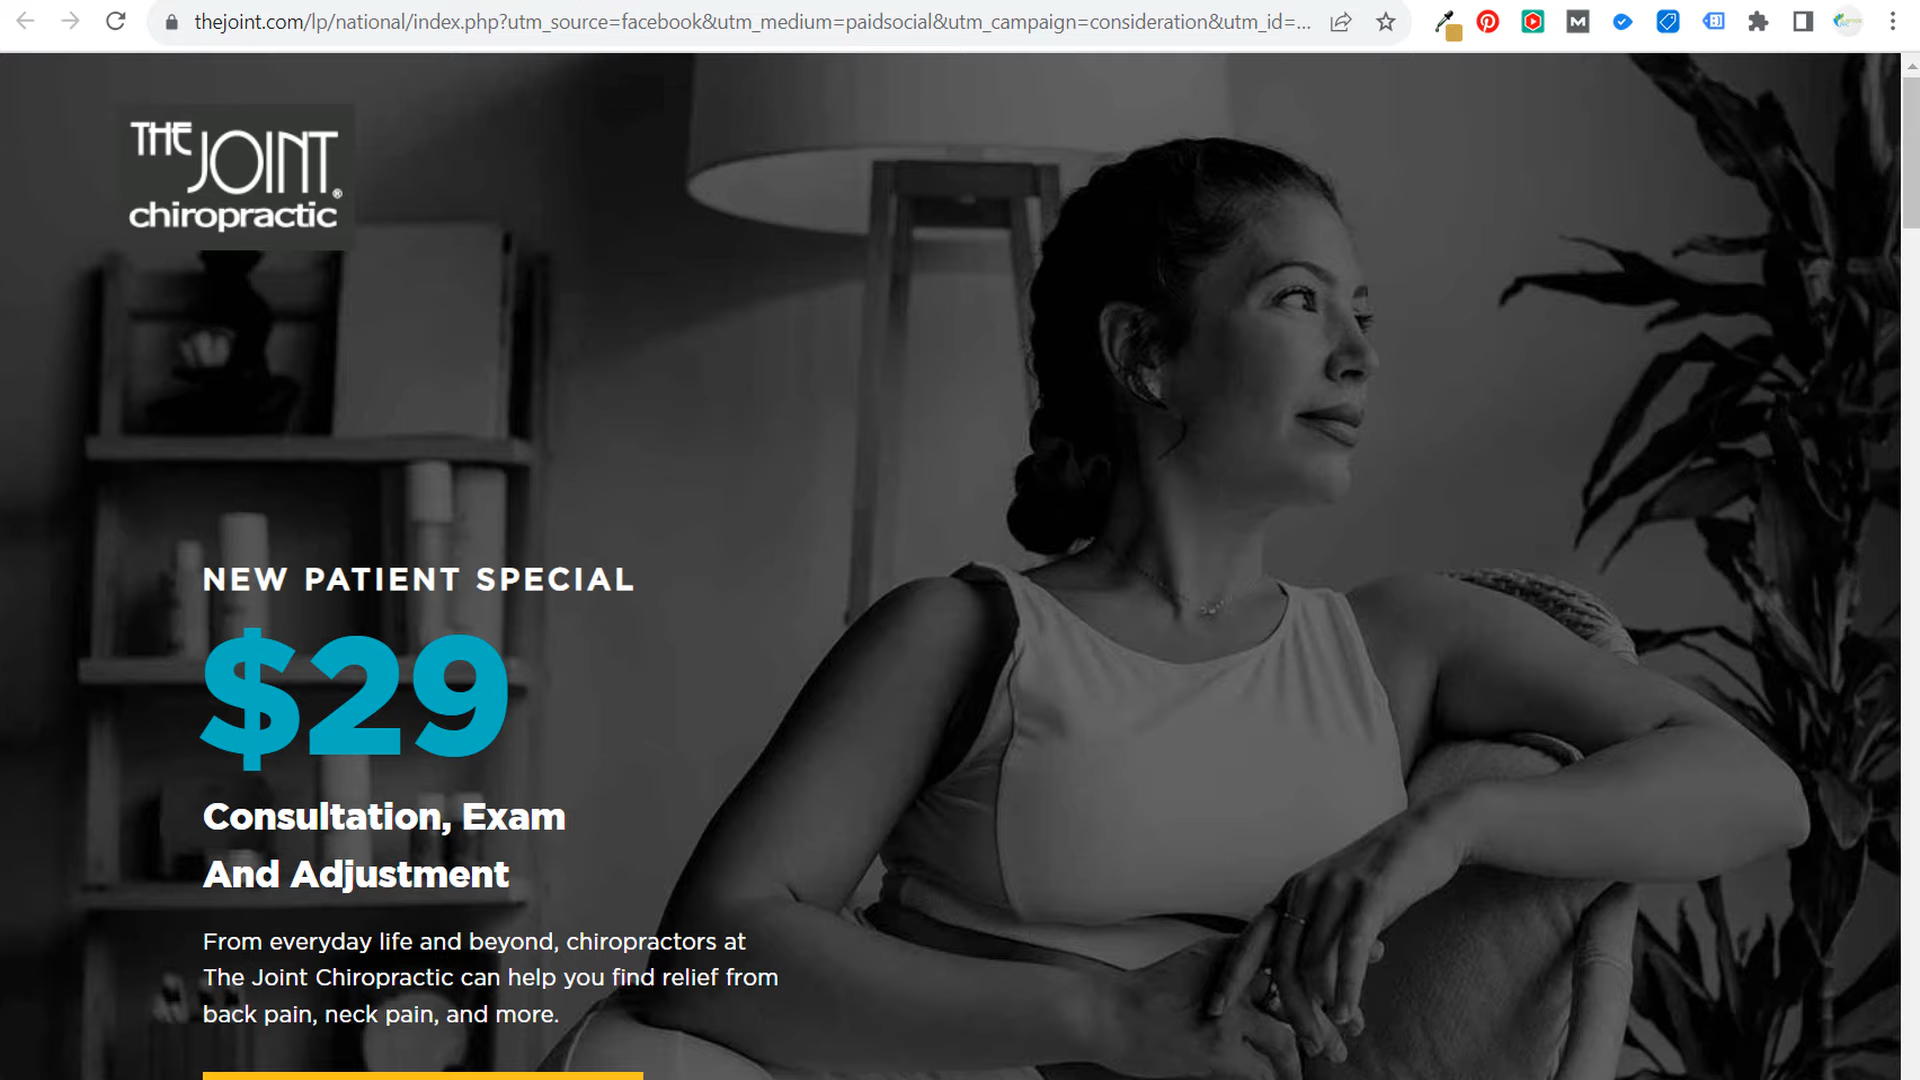 thejoint.com/lp/national/index.php?utm_source=facebook&utm_medium=paidsocial&utm_campaign=consideration&utm_id=...
THE JOINT®
chiropractic
NEW PATIENT SPECIAL
$29
Consultation, Exam
And Adjustment
From everyday life and beyond, chiropractors at
The Joint Chiropractic can help you find relief from
back pain, neck pain, and more.